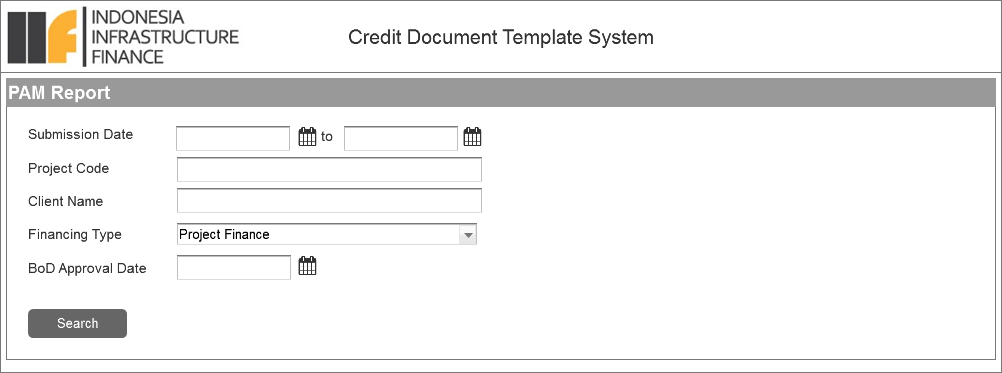 INDONESIA
INFRASTRUCTURE
FINANCE
Credit Document Template System
PAM Report
Submission Date to
Project Code
Client Name
Financing Type Project Finance
BoD Approval Date
Search